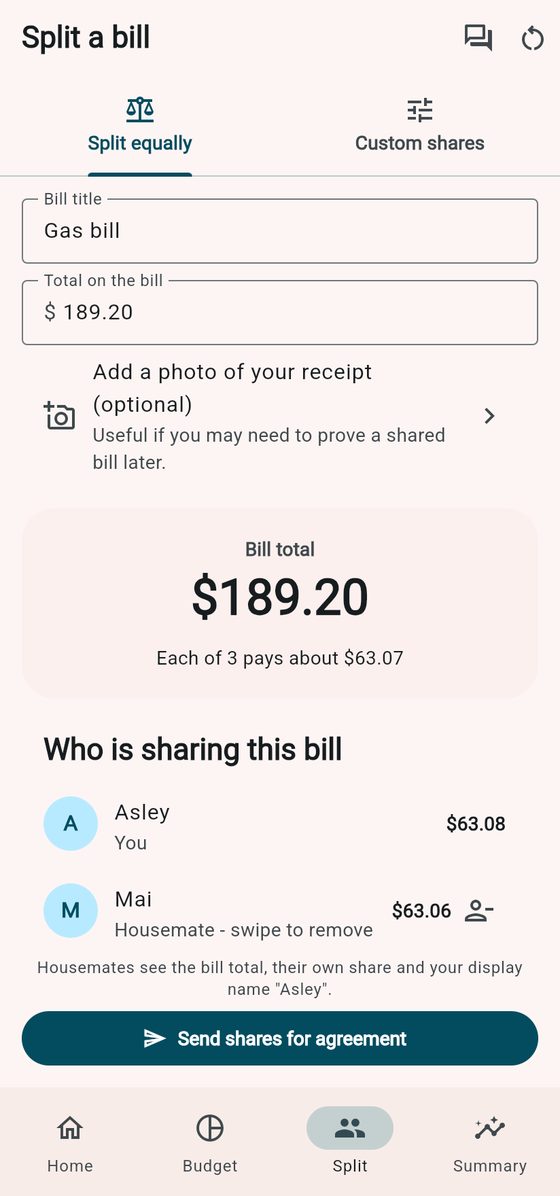 Split a bill
Split equally
Custom shares
Bill title
Gas bill
Total on the bill
$ 189.20
Add a photo of your receipt
(optional)
Useful if you may need to prove a shared
bill later.
Bill total
$189.20
Each of 3 pays about $63.07
Who is sharing this bill
A
Asley
You
$63.08
M
Mai
Housemate - swipe to remove
$63.06
Housemates see the bill total, their own share and your display
name "Asley".
Send shares for agreement
Home
Budget
Split
Summary